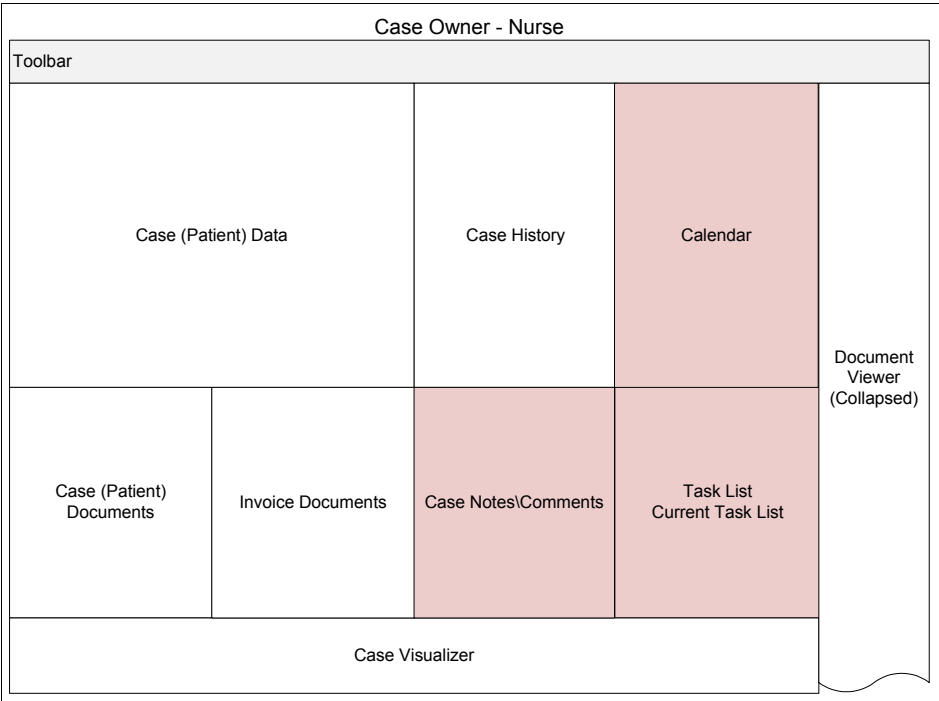 Case Owner - Nurse
Toolbar
Case (Patient) Data
Case History
Calendar
Document
Viewer
(Collapsed)
Case (Patient)
Documents
Invoice Documents
Case Notes\Comments
Task List
Current Task List
Case Visualizer